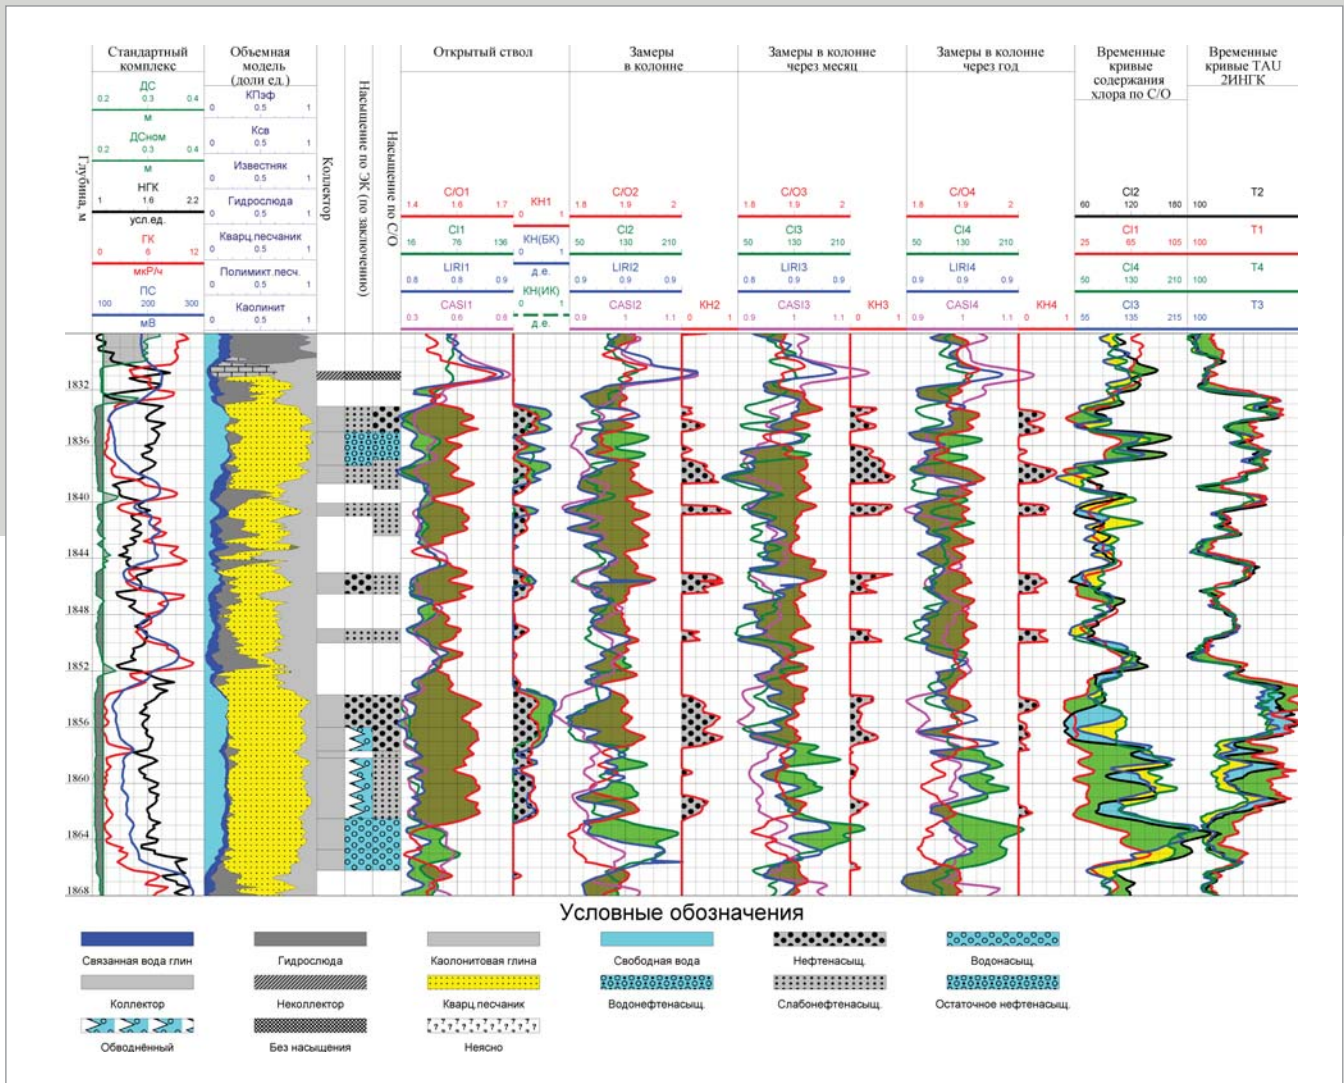 Стандартный
комплекс
Объемная
модель
(доли ед.)
Открытый ствол
Замеры
в колонне
Замеры в колонне
через месяц
Замеры в колонне
через год
Временные
кривые
содержания
хлора по С/О
Временные
кривые TAU
2ИНГК
Глубина, м
Коллектор
Насыщение по ЭК (по заключению)
Насыщение по С/О
ДС
0.2 0.3 0.4
м
ДСном
0.2 0.3 0.4
м
НГК
1 1.6 2.2
усл.ед.
ГК
0 6 12
мкР/ч
ПС
100 200 300
мВ
КПэф
0 0.5 1
Ксв
0 0.5 1
Известняк
0 0.5 1
Гидрослюда
0 0.5 1
Кварц.песчаник
0 0.5 1
Полимикт.песч.
0 0.5 1
Каолинит
0 0.5 1
C/O1
1.4 1.6 1.8
CI1
16 76 136
LIRI1
0.8 0.8 0.9
CASI1
0.3 0.6 0.8
КН1
0 1
КН(БК)
0 1
д.е.
КН(ИК)
0 1
д.е.
C/O2
1.8 1.9 2
CI2
50 130 210
LIRI2
0.9 0.9 0.9
CASI2
0.9 1 1.1
КН2
0 1
C/O3
1.8 1.9 2
CI3
50 130 210
LIRI3
0.9 0.9 0.9
CASI3
0.9 1 1.1
КН3
0 1
C/O4
1.8 1.9 2
CI4
50 130 210
LIRI4
0.9 0.9 0.9
CASI4
0.9 1 1.1
КН4
0 1
CI2
60 120 180
CI1
25 65 105
CI4
50 130 210
CI3
55 135 215
T2
100
T1
100
T4
100
T3
100
1832
1836
1840
1844
1848
1852
1856
1860
1864
1868
Условные обозначения
Связанная вода глин
Гидрослюда
Каолонитовая глина
Свободная вода
Нефтенасыщ.
Водонасыщ.
Коллектор
Неколлектор
Кварц.песчаник
Водонефтенасыщ.
Слабонефтенасыщ.
Остаточное нефтенасыщ.
Обводнённый
Без насыщения
Неясно